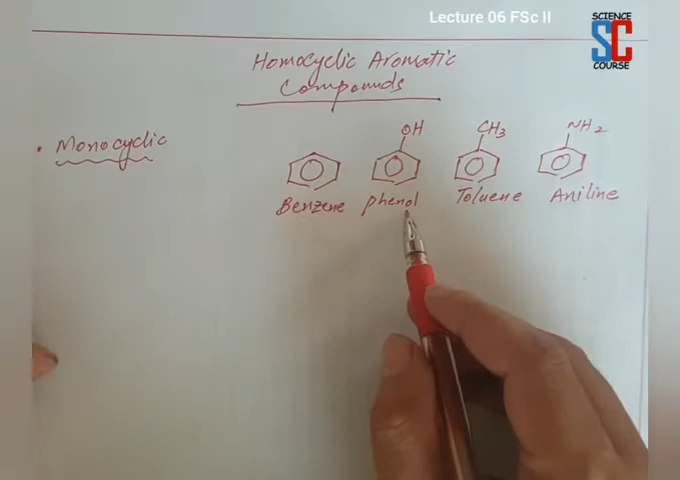 Lecture 06 FSc II
SCIENCE
SC
COURSE
Homocyclic Aromatic
Compounds
• Monocyclic
OH
CH3
NH2
Benzene
phenol
Toluene
Aniline